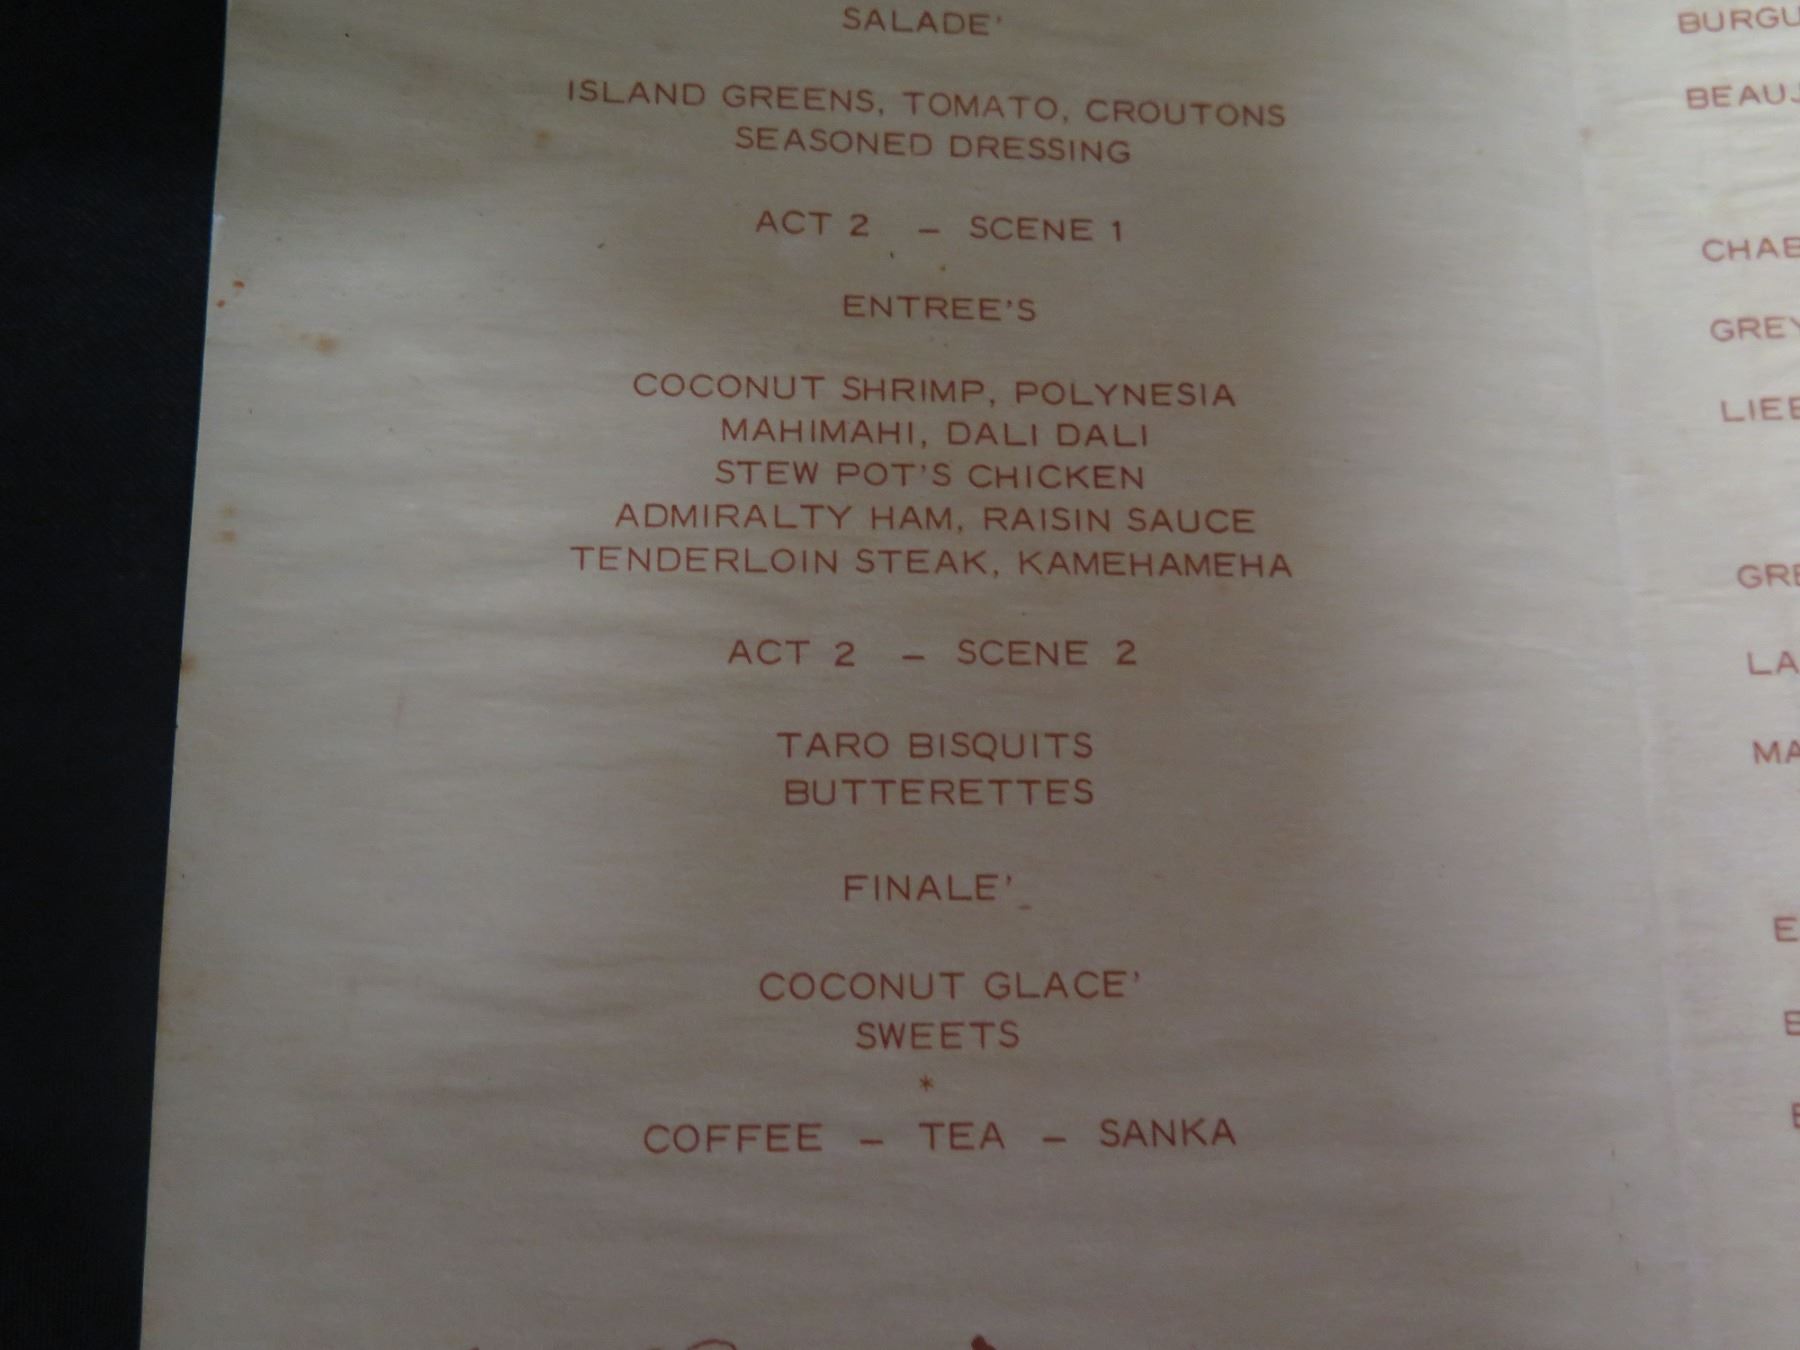 SALADE'
ISLAND GREENS, TOMATO, CROUTONS
SEASONED DRESSING
ACT 2 – SCENE 1
ENTREE'S
COCONUT SHRIMP, POLYNESIA
MAHIMAHI, DALI DALI
STEW POT'S CHICKEN
ADMIRALTY HAM, RAISIN SAUCE
TENDERLOIN STEAK, KAMEHAMEHA
ACT 2 – SCENE 2
TARO BISQUITS
BUTTERETTES
FINALE'
COCONUT GLACE'
SWEETS
*
COFFEE – TEA – SANKA